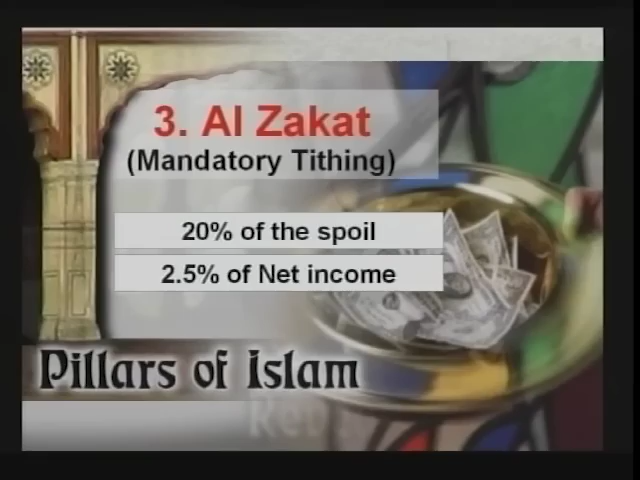 3. Al Zakat
(Mandatory Tithing)
20% of the spoil
2.5% of Net income
Pillars of Islam